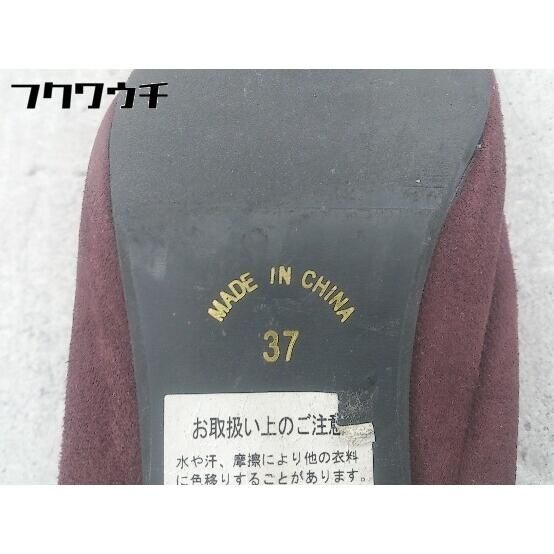 フクウウチ
MADE IN CHINA
37
お取扱い上のご注意
水や汗、摩擦により他の衣料
に色移りすることがあります。